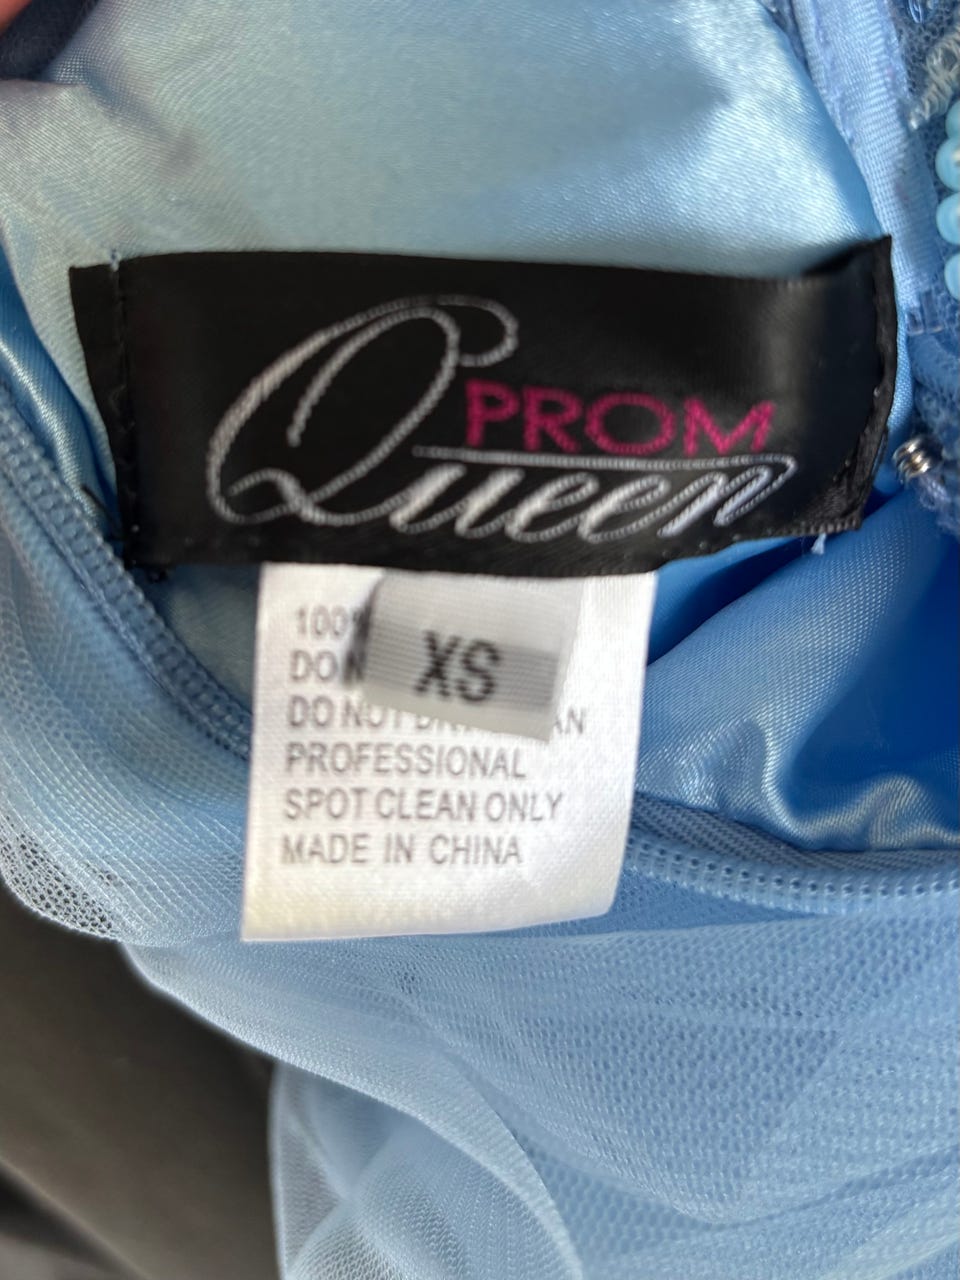 PROM
Queen
XS
100%
DO
DO NOT
PROFESSIONAL
SPOT CLEAN ONLY
MADE IN CHINA